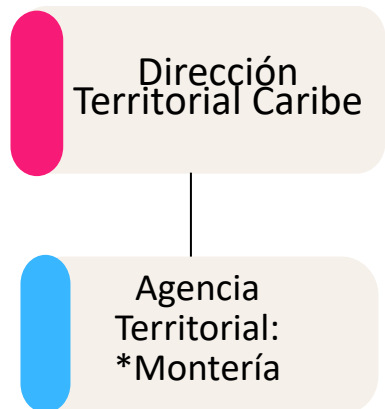 Dirección
Territorial Caribe
Agencia
Territorial:
*Montería